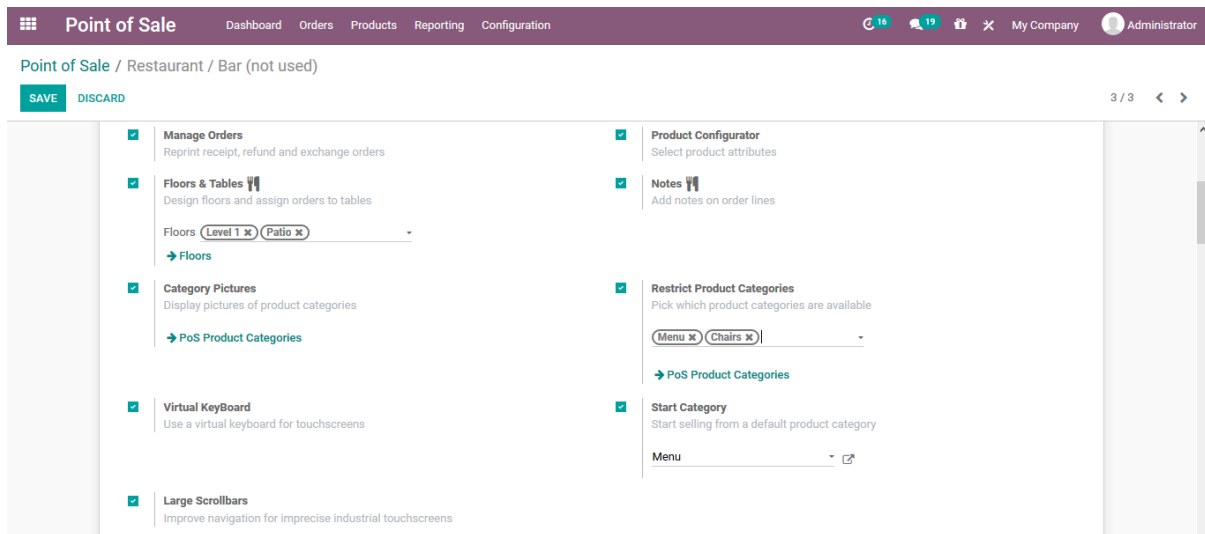 Point of Sale Dashboard Orders Products Reporting Configuration 16 19 My Company Administrator
Point of Sale / Restaurant / Bar (not used)
SAVE DISCARD 3 / 3
Manage Orders
Reprint receipt, refund and exchange orders
Product Configurator
Select product attributes
Floors & Tables
Design floors and assign orders to tables
Floors Level 1 Patio
Floors
Notes
Add notes on order lines
Category Pictures
Display pictures of product categories
PoS Product Categories
Restrict Product Categories
Pick which product categories are available
Menu Chairs
PoS Product Categories
Virtual KeyBoard
Use a virtual keyboard for touchscreens
Start Category
Start selling from a default product category
Menu
Large Scrollbars
Improve navigation for imprecise industrial touchscreens